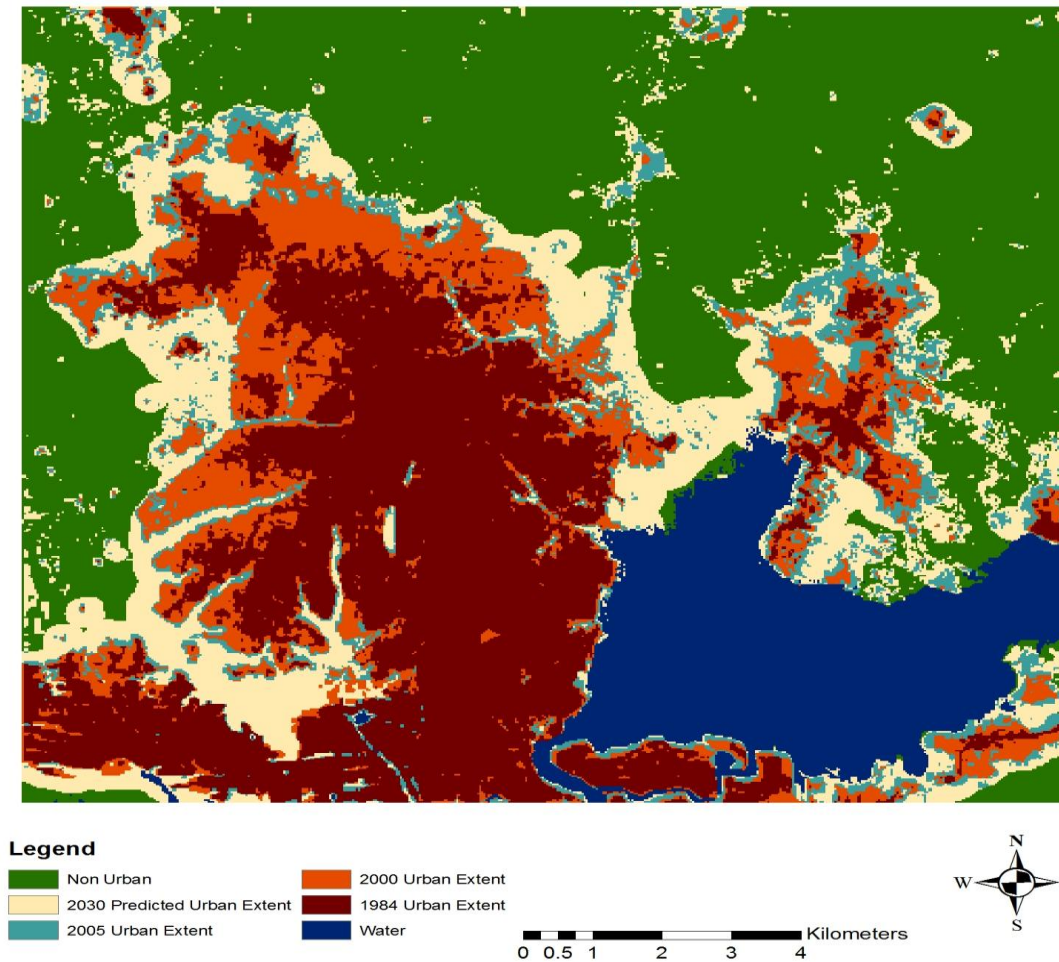 Legend
Non Urban
2030 Predicted Urban Extent
2005 Urban Extent
2000 Urban Extent
1984 Urban Extent
Water
N
W
S
Kilometers
0 0.5 1 2 3 4